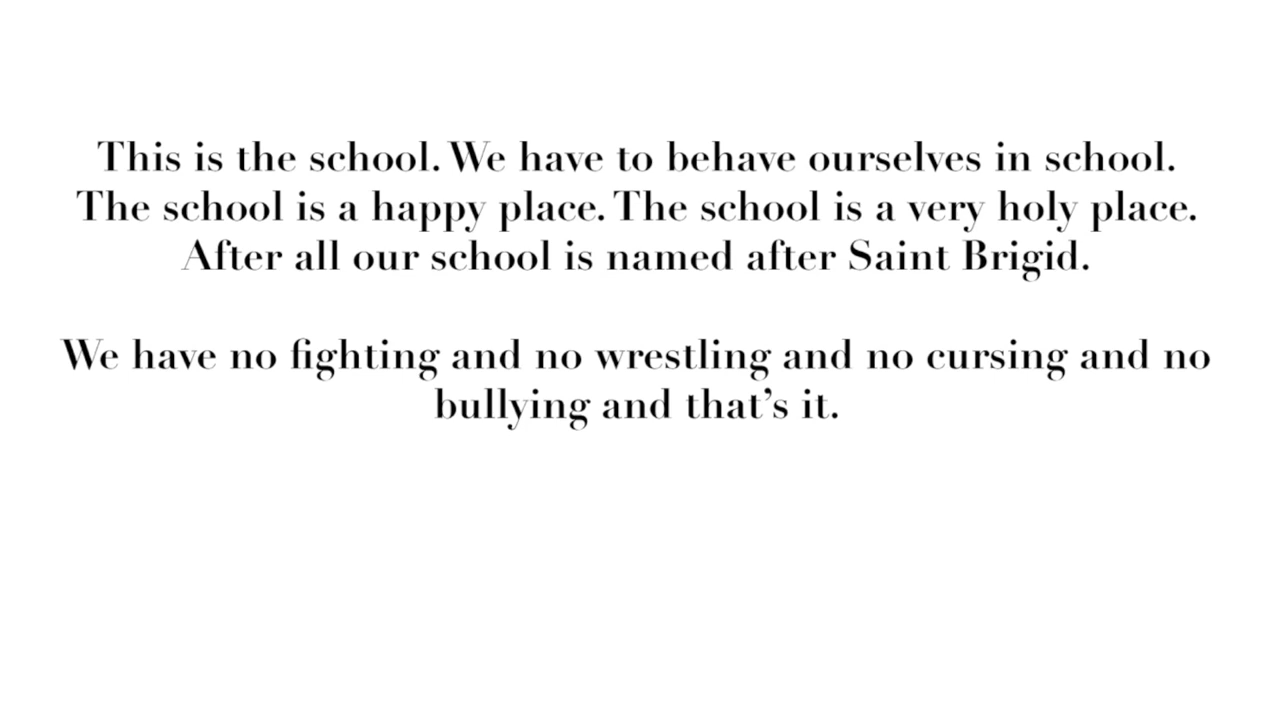 This is the school. We have to behave ourselves in school.
The school is a happy place. The school is a very holy place.
After all our school is named after Saint Brigid.
We have no fighting and no wrestling and no cursing and no
bullying and that’s it.